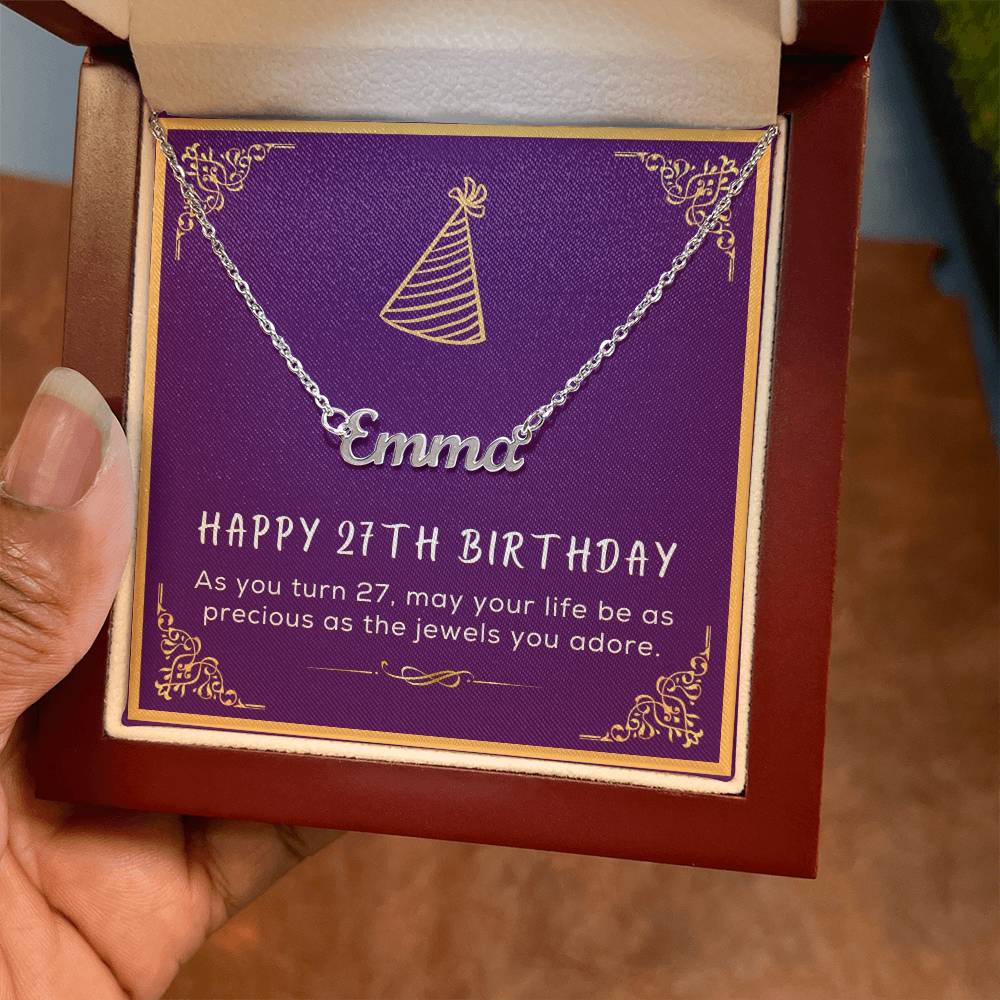 Emma
HAPPY 27TH BIRTHDAY
As you turn 27, may your life be as
precious as the jewels you adore.